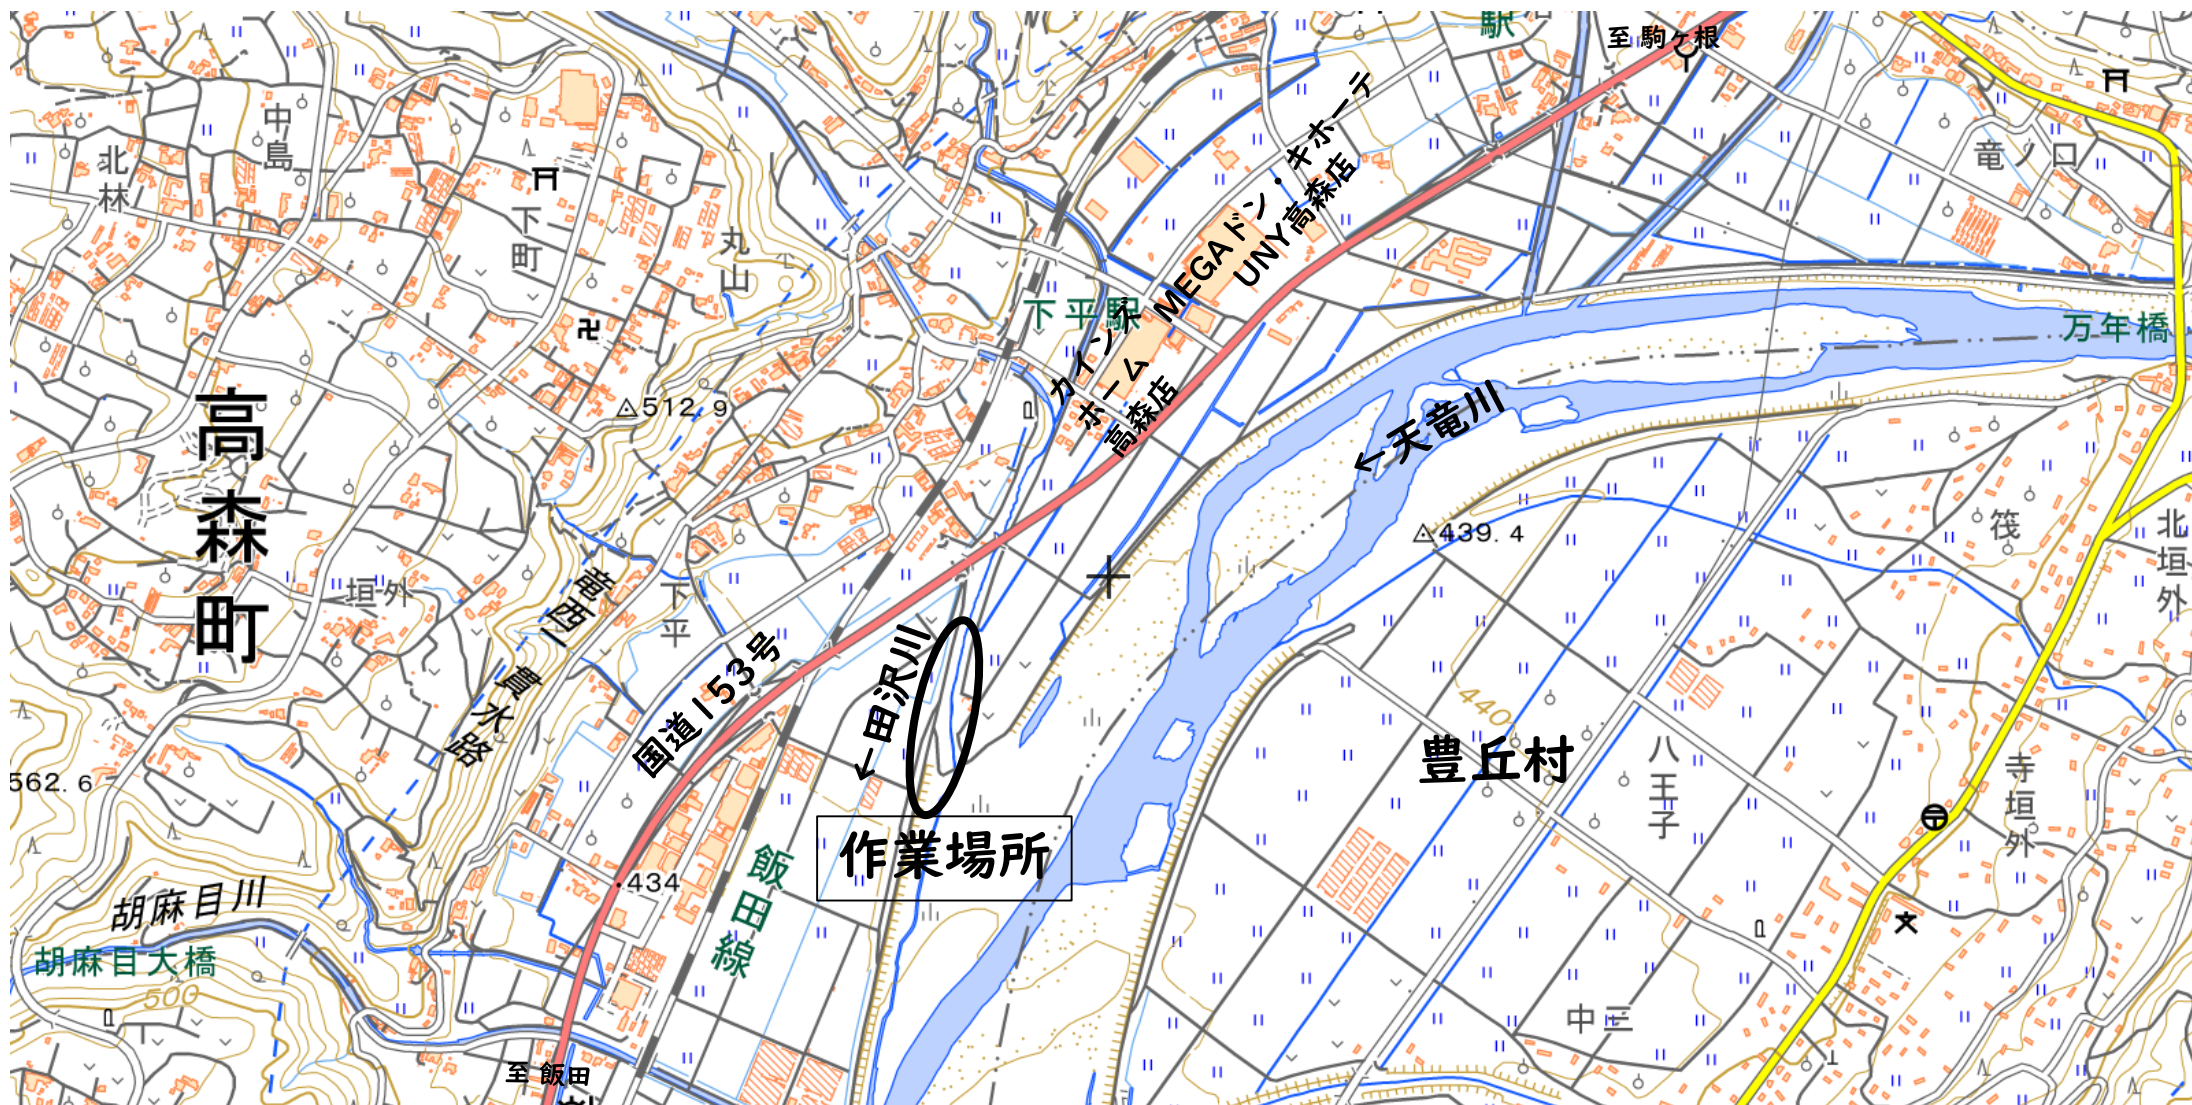 至 駒ヶ根
駅
中島
北林
下町
丸山
竜ノ口
MEGAドン・キホーテ
UNY高森店
下平駅
カインズ
ホーム
高森店
万年橋
512.9
←天竜川
高森町
439.4
筏
北垣外
垣外
下平
竜西一貫水路
国道153号
←田沢川
440
豊丘村
八王子
寺垣外
562.6
作業場所
434
飯田線
胡麻目川
胡麻目大橋
500
中三
至 飯田